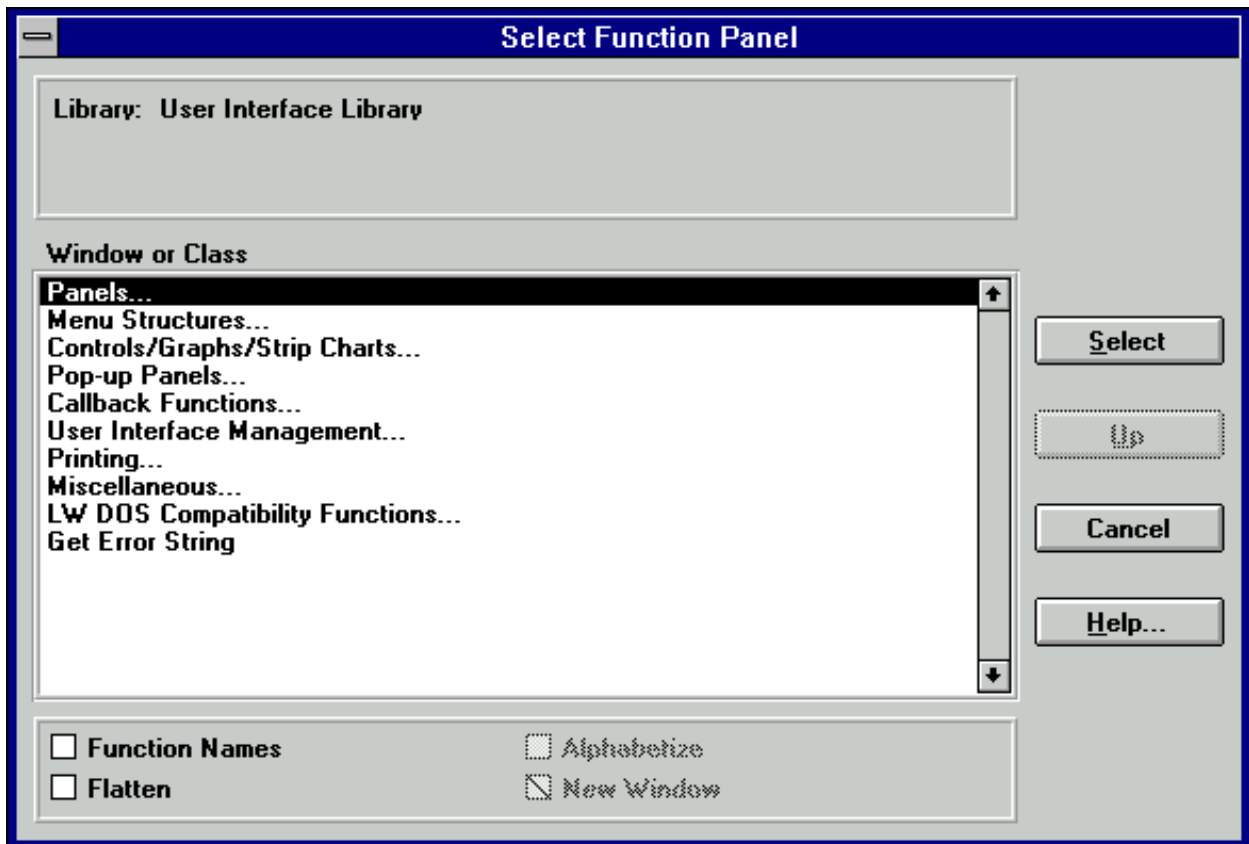 Select Function Panel
Library: User Interface Library
Window or Class
Panels...
Menu Structures...
Controls/Graphs/Strip Charts...
Pop-up Panels...
Callback Functions...
User Interface Management...
Printing...
Miscellaneous...
LW DOS Compatibility Functions...
Get Error String
Select
Up
Cancel
Help...
Function Names
Alphabetize
Flatten
New Window